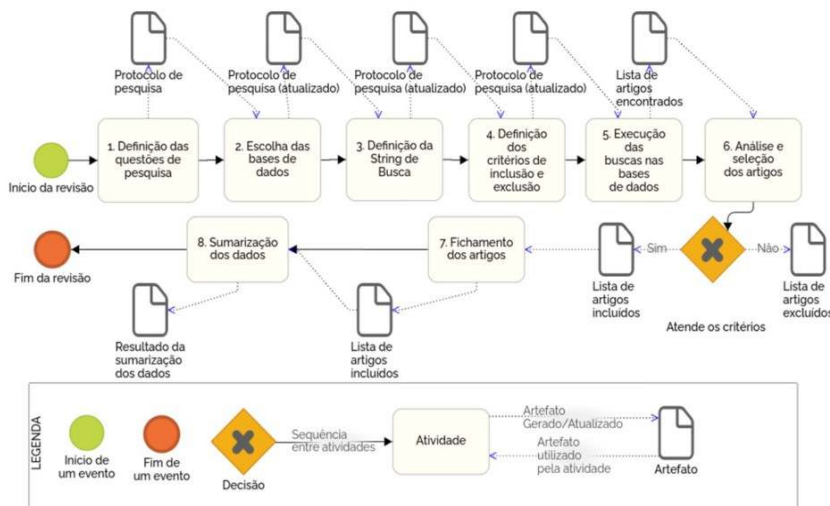 Protocolo de
pesquisa
Protocolo de
pesquisa (atualizado)
Protocolo de
pesquisa (atualizado)
Protocolo de
pesquisa (atualizado)
Lista de
artigos
encontrados
Início da revisão
1. Definição das
questões de
pesquisa
2. Escolha das
bases de
dados
3. Definição da
String de
Busca
4. Definição
dos
critérios de
inclusão e
exclusão
5. Execução
das
buscas nas
bases
de dados
6. Análise e
seleção
dos artigos
Fim da revisão
8. Sumarização
dos dados
7. Fichamento
dos artigos
Sim
Não
Lista de
artigos
incluídos
Lista de
artigos
excluídos
Atende os critérios
Resultado da
sumarização
dos dados
Lista de
artigos
incluídos
LEGENDA
Início de
um evento
Fim de
um evento
Decisão
Sequência
entre atividades
Atividade
Artefato
Gerado/Atualizado
Artefato
utilizado
pela atividade
Artefato